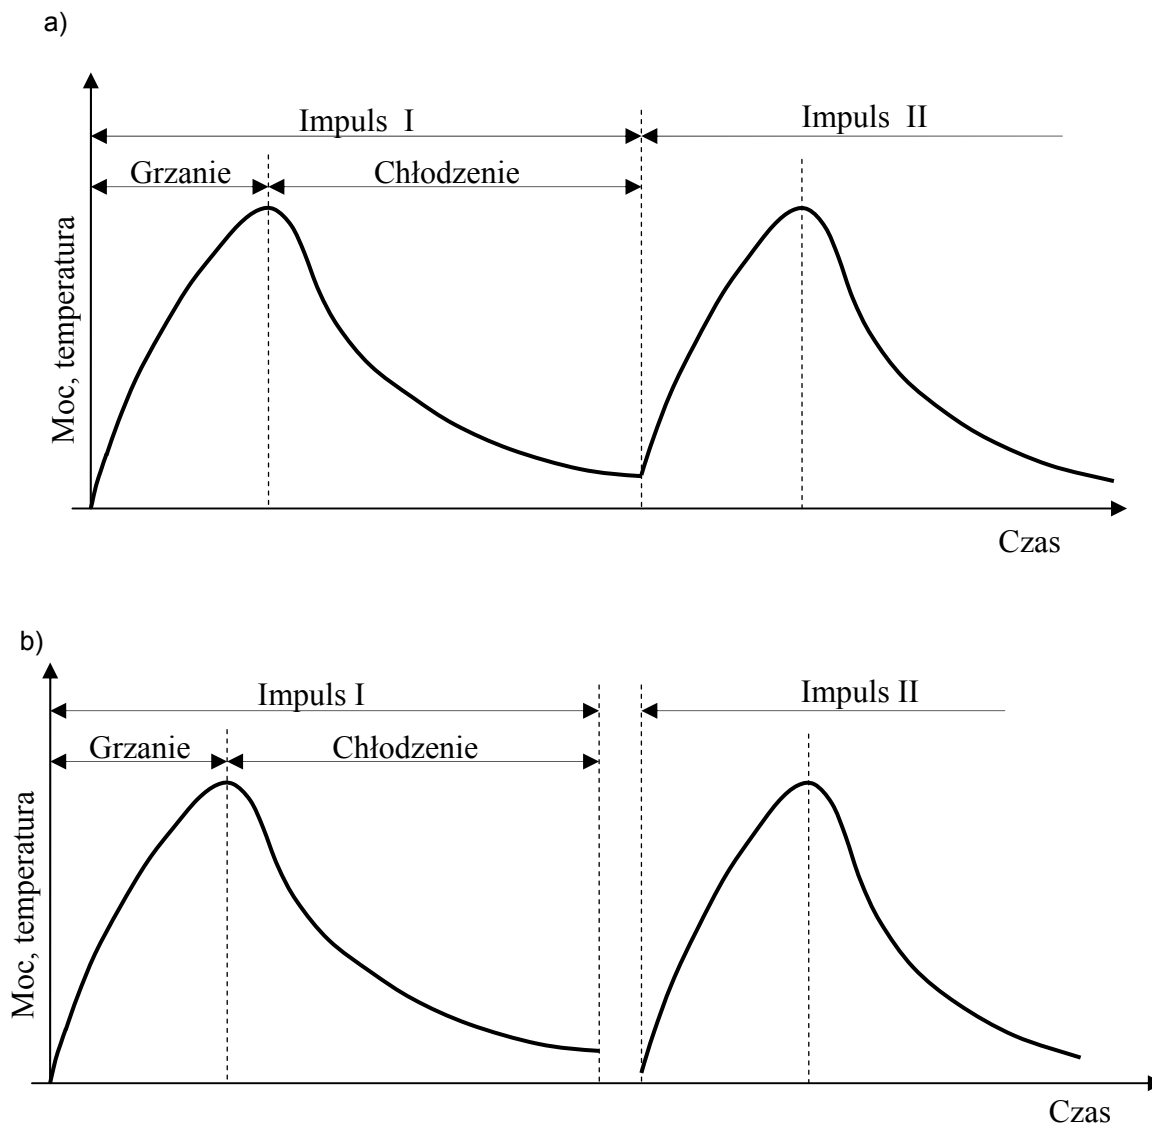 a)
Impuls I
Impuls II
Grzanie
Chłodzenie
Moc, temperatura
Czas
b)
Impuls I
Impuls II
Grzanie
Chłodzenie
Moc, temperatura
Czas